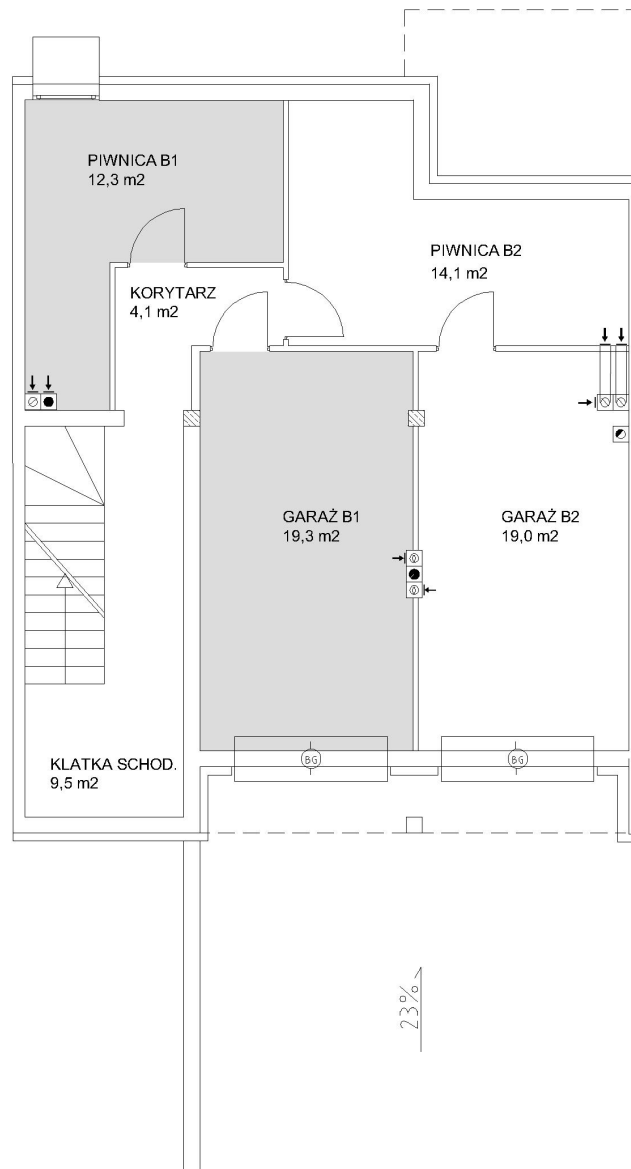 PIWNICA B1
12,3 m2
PIWNICA B2
14,1 m2
KORYTARZ
4,1 m2
GARAŻ B1
19,3 m2
GARAŻ B2
19,0 m2
KLATKA SCHOD.
9,5 m2
BG
BG
23%